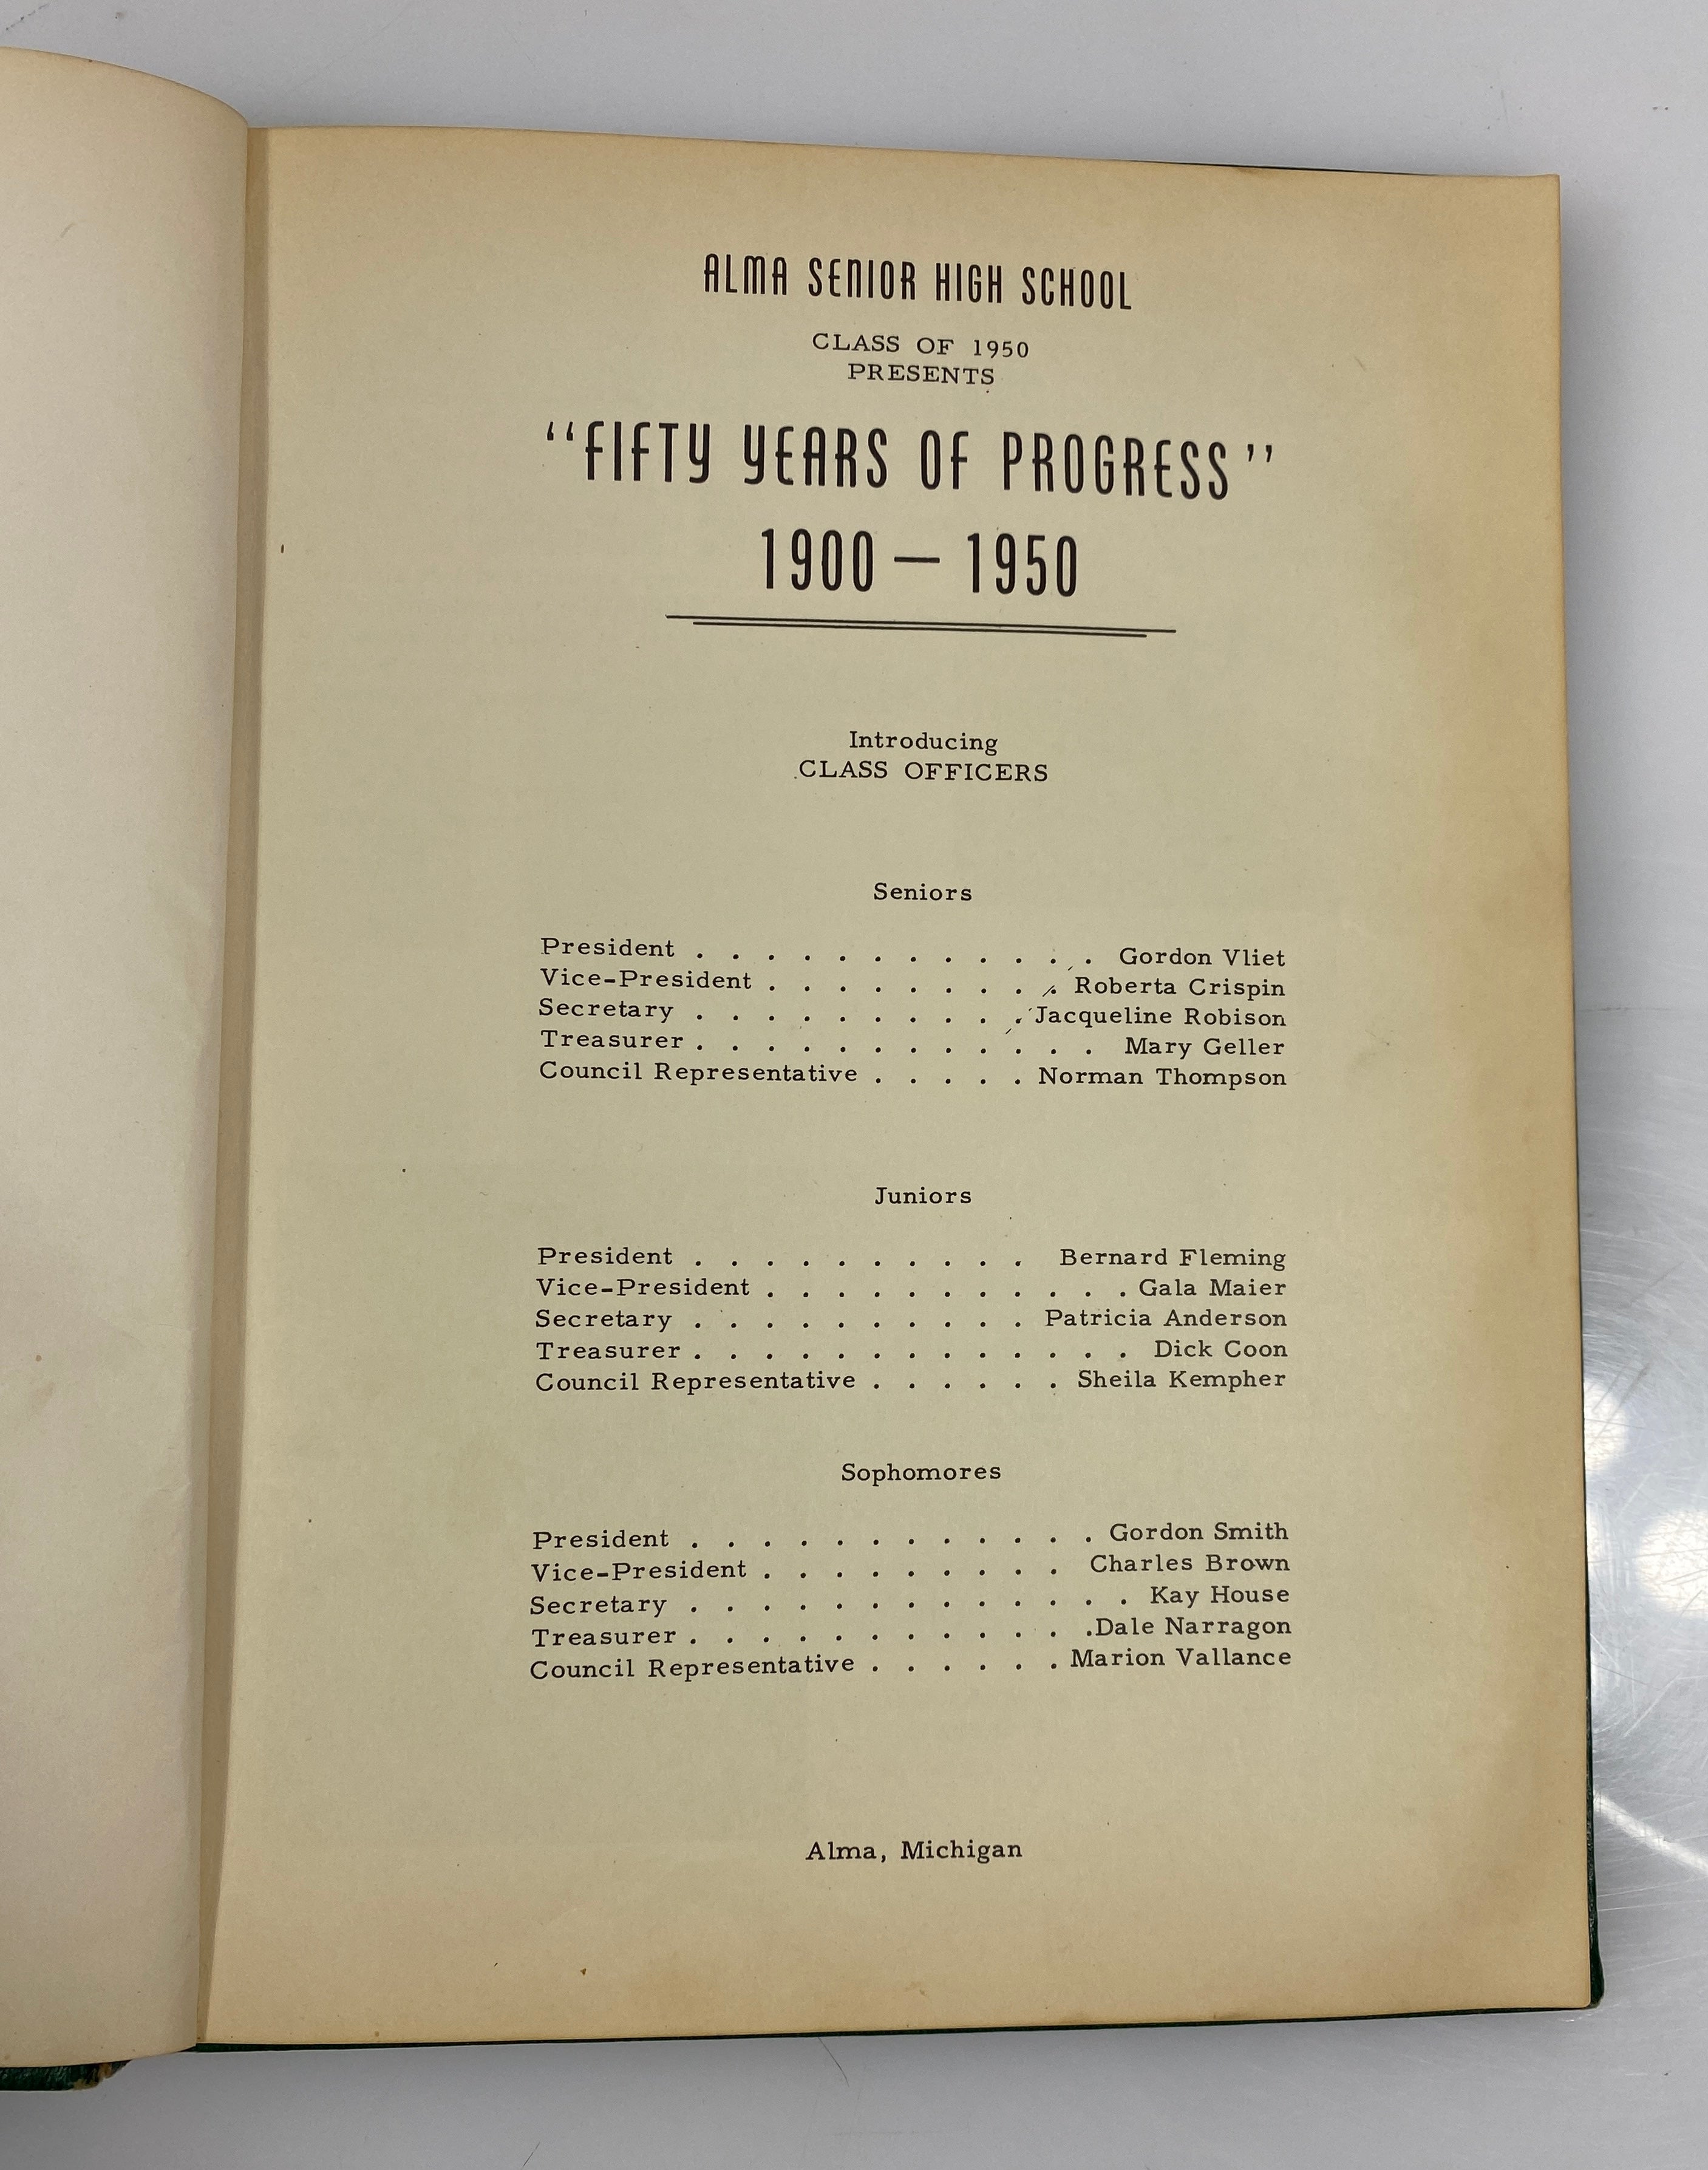 ALMA SENIOR HIGH SCHOOL
CLASS OF 1950
PRESENTS
“FIFTY YEARS OF PROGRESS”
1900 — 1950
Introducing
CLASS OFFICERS
Seniors
President . . . . . . . . . . . . Gordon Vliet
Vice-President . . . . . . . . . Roberta Crispin
Secretary . . . . . . . . . . Jacqueline Robison
Treasurer . . . . . . . . . . . . Mary Geller
Council Representative . . . . . Norman Thompson
Juniors
President . . . . . . . . . . Bernard Fleming
Vice-President . . . . . . . . . . . Gala Maier
Secretary . . . . . . . . . . Patricia Anderson
Treasurer . . . . . . . . . . . . . Dick Coon
Council Representative . . . . . . Sheila Kempher
Sophomores
President . . . . . . . . . . . . Gordon Smith
Vice-President . . . . . . . . . Charles Brown
Secretary . . . . . . . . . . . . . Kay House
Treasurer . . . . . . . . . . . .Dale Narragon
Council Representative . . . . . . Marion Vallance
Alma, Michigan